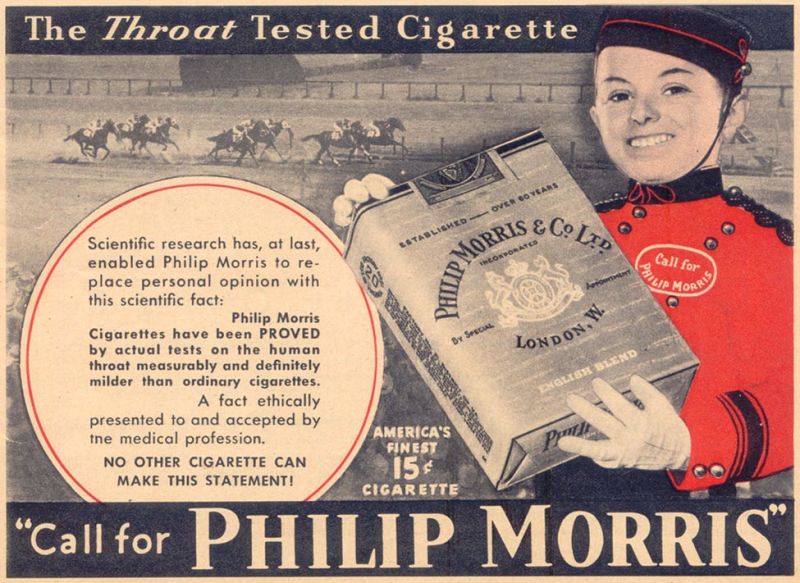 The Throat Tested Cigarette
Scientific research has, at last,
enabled Philip Morris to re-
place personal opinion with
this scientific fact:
Philip Morris
Cigarettes have been PROVED
by actual tests on the human
throat measurably and definitely
milder than ordinary cigarettes.
A fact ethically
presented to and accepted by
the medical profession.
NO OTHER CIGARETTE CAN
MAKE THIS STATEMENT!
AMERICA'S
FINEST
15¢
CIGARETTE
ESTABLISHED — OVER 80 YEARS
PHILIP MORRIS & Co. LTD.
INCORPORATED
By Special Appointment
LONDON, W.
ENGLISH BLEND
20
Call for
PHILIP MORRIS
"Call for PHILIP MORRIS"